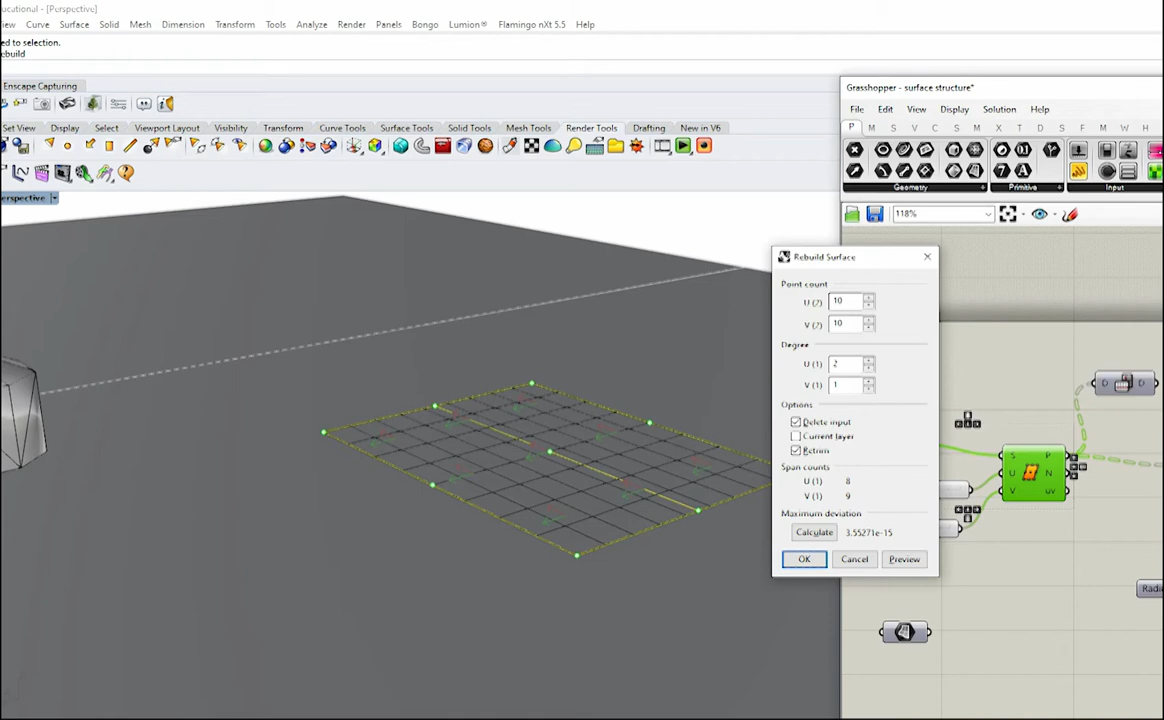 ucational - [Perspective]
iew Curve Surface Solid Mesh Dimension Transform Tools Analyze Render Panels Bongo Lumion® Flamingo nXt 5.5 Help
ed to selection.
ebuild
Enscape Capturing
Set View Display Select Viewport Layout Visibility Transform Curve Tools Surface Tools Solid Tools Mesh Tools Render Tools Drafting New in V6
erspective
Grasshopper - surface structure*
File Edit View Display Solution Help
P M S V C S M X T D S F M W H
Geometry Primitive Input
118%
Rebuild Surface
Point count
U (2) 10
V (2) 10
Degree
U (1) 2
V (1) 1
Options
Delete input
Current layer
Retrim
Span counts
U (1) 8
V (1) 9
Maximum deviation
Calculate 3.55271e-15
OK Cancel Preview
D D
S P
U N
V uv
Radi